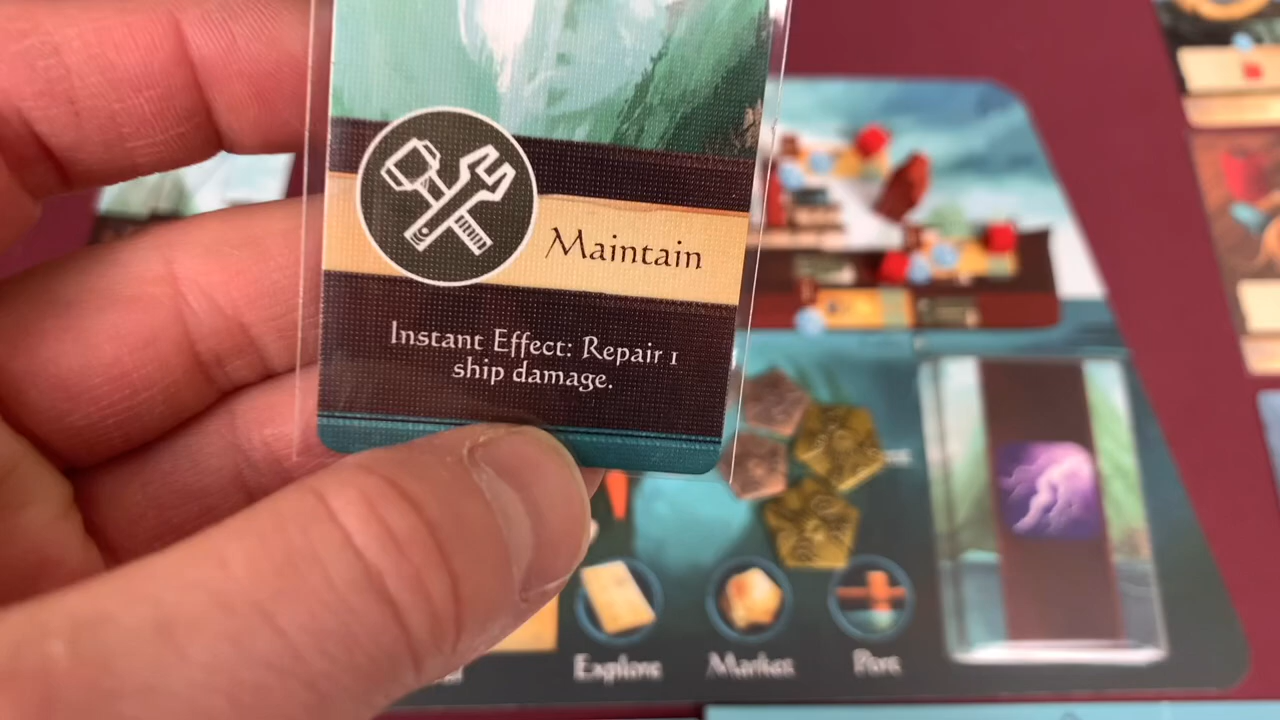 Maintain
Instant Effect: Repair 1
ship damage.
Explore
Market
Port